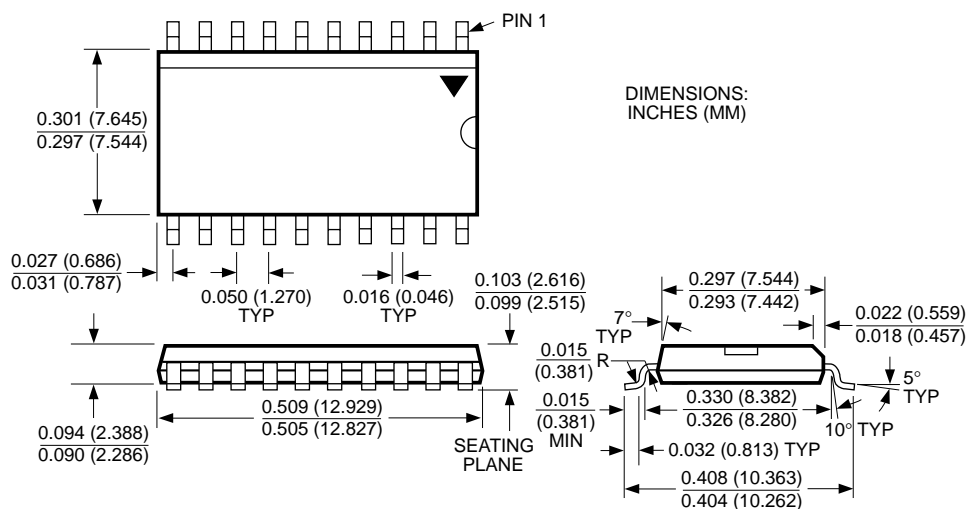 PIN 1
DIMENSIONS:
INCHES (MM)
0.301 (7.645)
0.297 (7.544)
0.027 (0.686)
0.031 (0.787)
0.050 (1.270)
TYP
0.016 (0.046)
TYP
0.103 (2.616)
0.099 (2.515)
0.297 (7.544)
0.293 (7.442)
0.022 (0.559)
0.018 (0.457)
7°
TYP
0.015
(0.381)
R
5°
TYP
0.094 (2.388)
0.090 (2.286)
0.509 (12.929)
0.505 (12.827)
SEATING
PLANE
0.015
(0.381)
MIN
0.330 (8.382)
0.326 (8.280)
10° TYP
0.032 (0.813) TYP
0.408 (10.363)
0.404 (10.262)